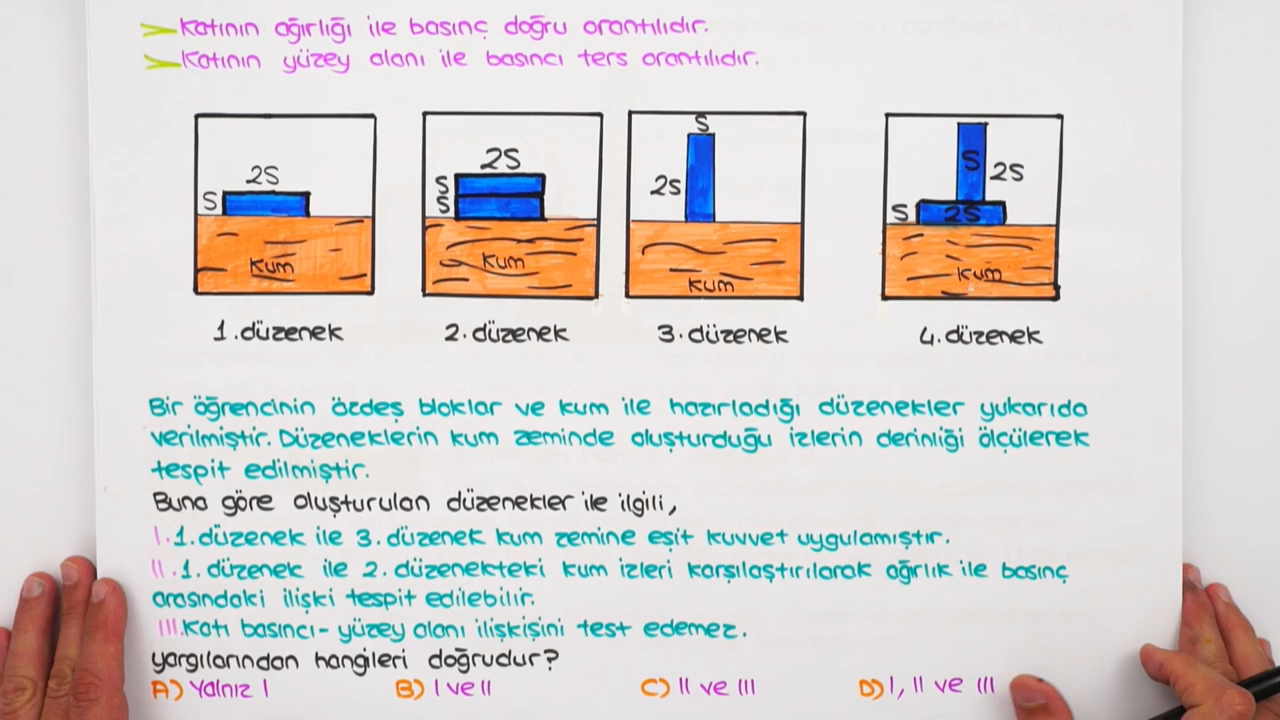 Katının ağırlığı ile basınç doğru orantılıdır.
Katının yüzey alanı ile basıncı ters orantılıdır.
2S
S
Kum
1.düzenek
2S
S
S
Kum
2.düzenek
S
2S
Kum
3.düzenek
S
2S
S
2S
Kum
4.düzenek
Bir öğrencinin özdeş bloklar ve kum ile hazırladığı düzenekler yukarıda
verilmiştir. Düzeneklerin kum zeminde oluşturduğu izlerin derinliği ölçülerek
tespit edilmiştir.
Buna göre oluşturulan düzenekler ile ilgili,
I.1.düzenek ile 3.düzenek kum zemine eşit kuvvet uygulamıştır.
II.1.düzenek ile 2.düzenekteki kum izleri karşılaştırılarak ağırlık ile basınç
arasındaki ilişki tespit edilebilir.
III.Katı basıncı-yüzey alanı ilişkisini test edemez.
yargılarından hangileri doğrudur?
A) Yalnız I B) I ve II C) II ve III D) I, II ve III